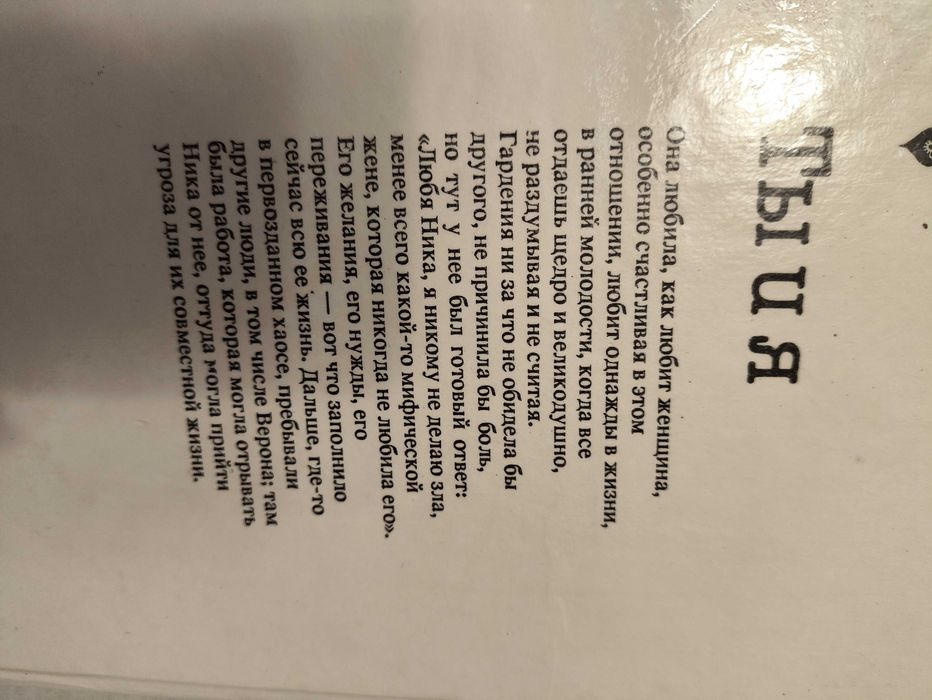 Ты и я
Она любила, как любит женщина,
особенно счастливая в этом
отношении, любит однажды в жизни,
в ранней молодости, когда все
отдаешь щедро и великодушно,
не раздумывая и не считая.
Гардения ни за что не обидела бы
другого, не причинила бы боль,
но тут у нее был готовый ответ:
«Любя Ника, я никому не делаю зла,
менее всего какой-то мифической
жене, которая никогда не любила его».
Его желания, его нужды, его
переживания — вот что заполнило
сейчас всю ее жизнь. Дальше, где-то
в первозданном хаосе, пребывали
другие люди, в том числе Верона; там
была работа, которая могла отрывать
Ника от нее, оттуда могла прийти
угроза для их совместной жизни.